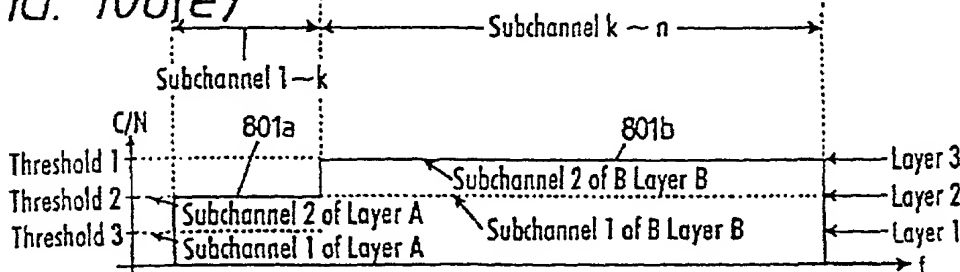 Subchannel k ~ n
Subchannel 1 ~ k
C/N
801a
801b
Threshold 1
Layer 3
Subchannel 2 of B Layer B
Threshold 2
Layer 2
Subchannel 2 of Layer A
Subchannel 1 of B Layer B
Threshold 3
Layer 1
Subchannel 1 of Layer A
f